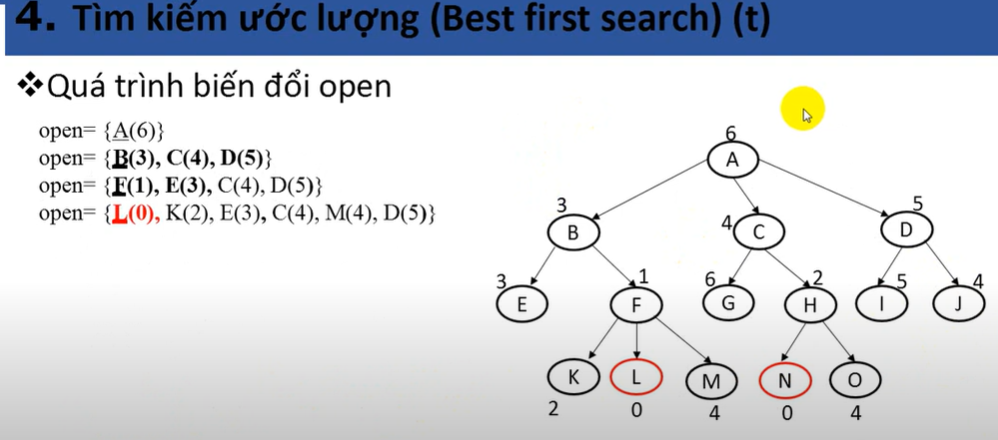 4. Tìm kiếm ước lượng (Best first search) (t)
❖Quá trình biến đổi open
open= {A(6)}
open= {B(3), C(4), D(5)}
open= {F(1), E(3), C(4), D(5)}
open= {L(0), K(2), E(3), C(4), M(4), D(5)}
6
A
3
B
4
C
5
D
3
E
1
F
6
G
2
H
5
I
4
J
K
L
M
N
O
2
0
4
0
4